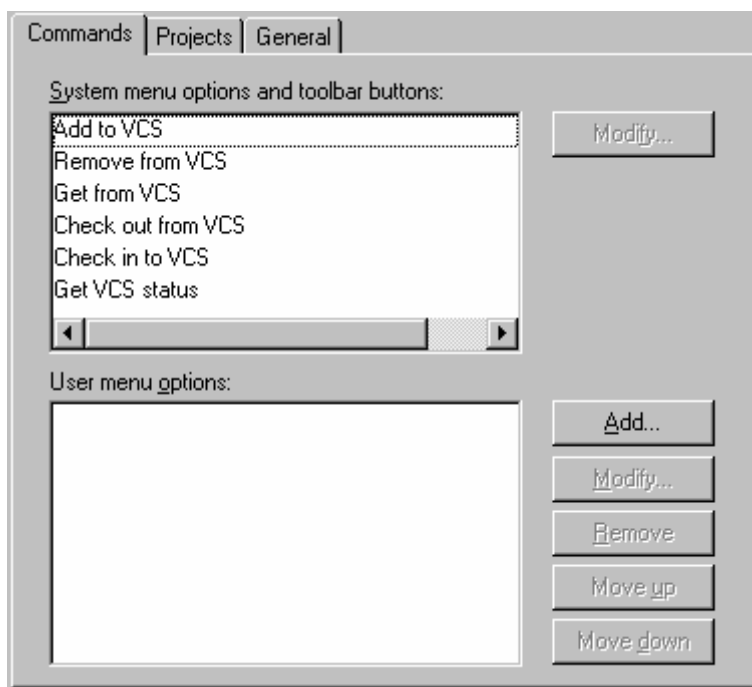 Commands Projects General
System menu options and toolbar buttons:
Add to VCS
Modify...
Remove from VCS
Get from VCS
Check out from VCS
Check in to VCS
Get VCS status
User menu options:
Add...
Modify...
Remove
Move up
Move down